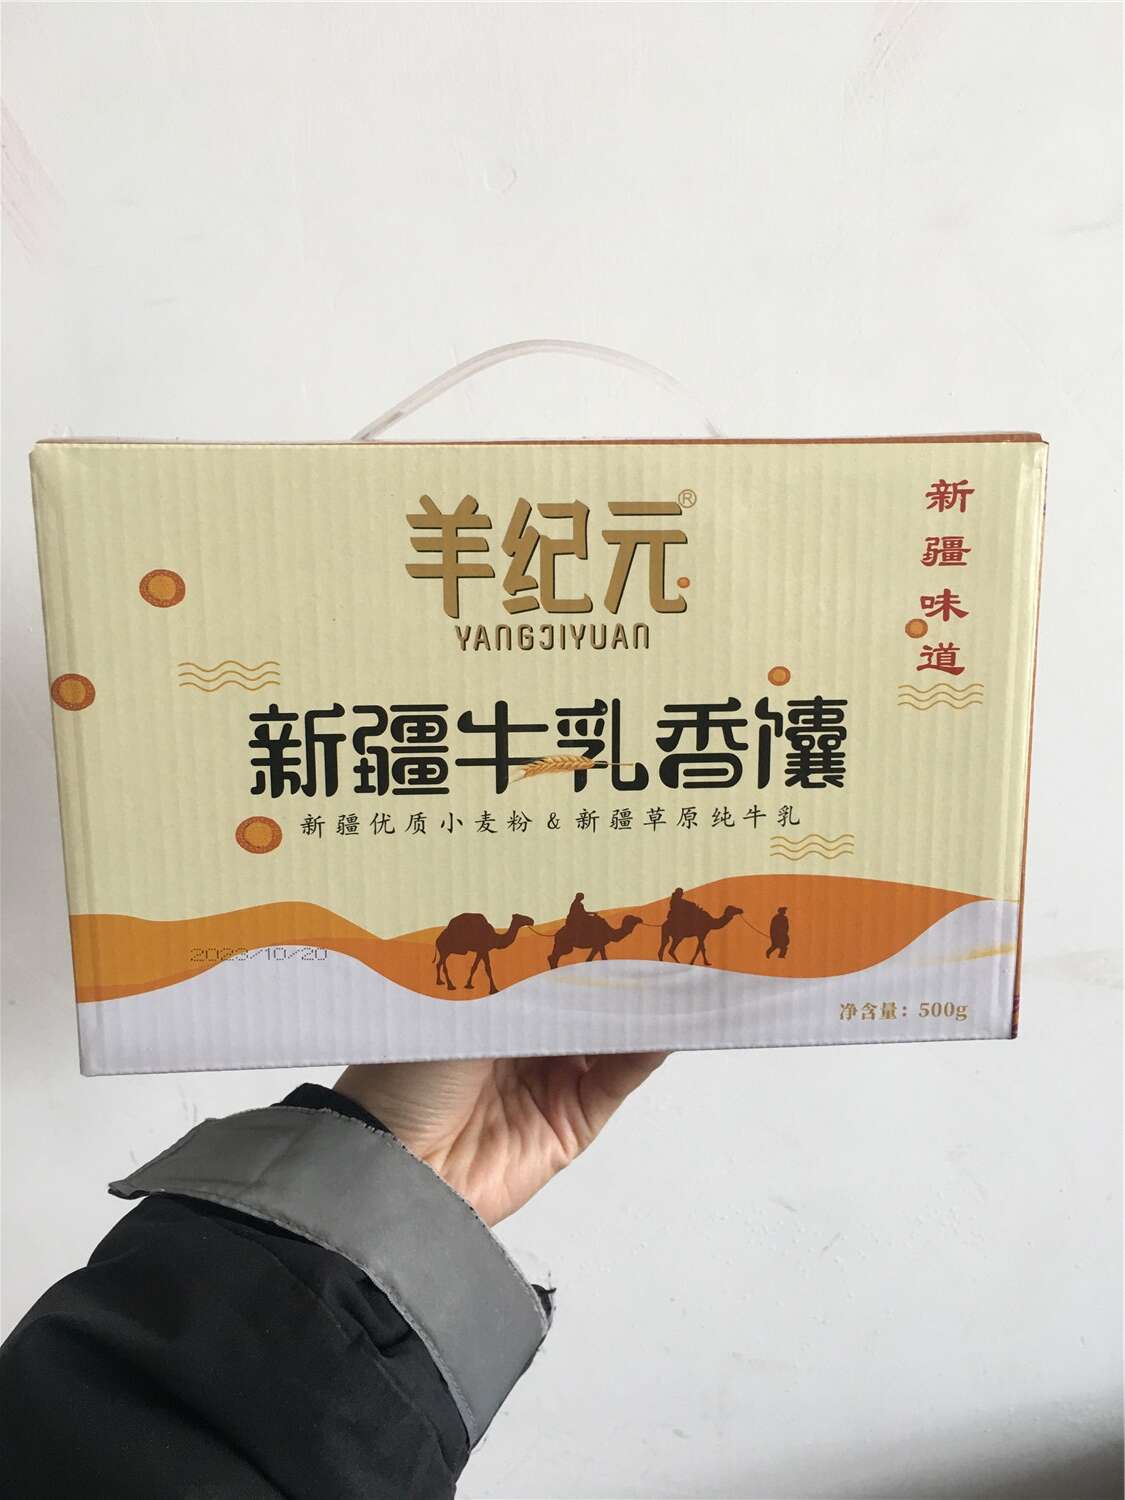 羊纪元®
YANGJIYUAN
新疆味道
新疆牛乳香馕
新疆优质小麦粉&新疆草原纯牛乳
2023/10/20
净含量：500g